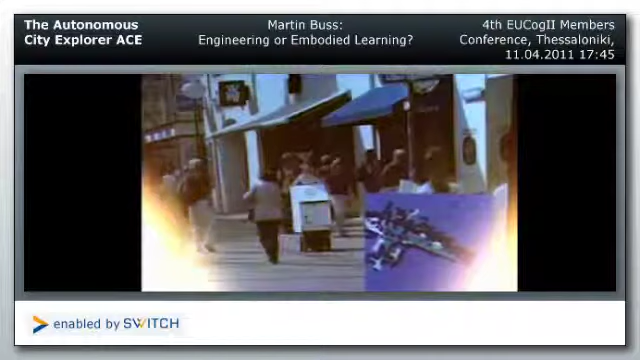 The Autonomous
City Explorer ACE
Martin Buss:
Engineering or Embodied Learning?
4th EUCogII Members
Conference, Thessaloniki,
11.04.2011 17:45
enabled by SWITCH